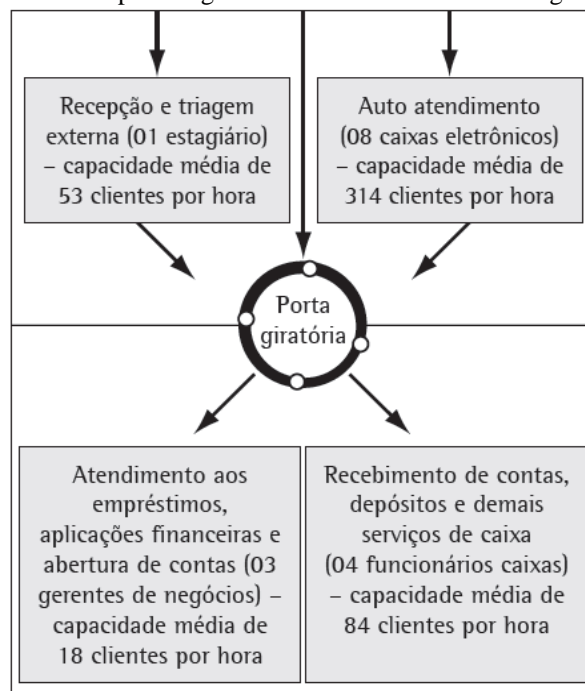 Recepção e triagem
externa (01 estagiário)
– capacidade média de
53 clientes por hora
Auto atendimento
(08 caixas eletrônicos)
– capacidade média de
314 clientes por hora
Porta
giratória
Atendimento aos
empréstimos,
aplicações financeiras e
abertura de contas (03
gerentes de negócios) –
capacidade média de
18 clientes por hora
Recebimento de contas,
depósitos e demais
serviços de caixa
(04 funcionários caixas)
– capacidade média de
84 clientes por hora